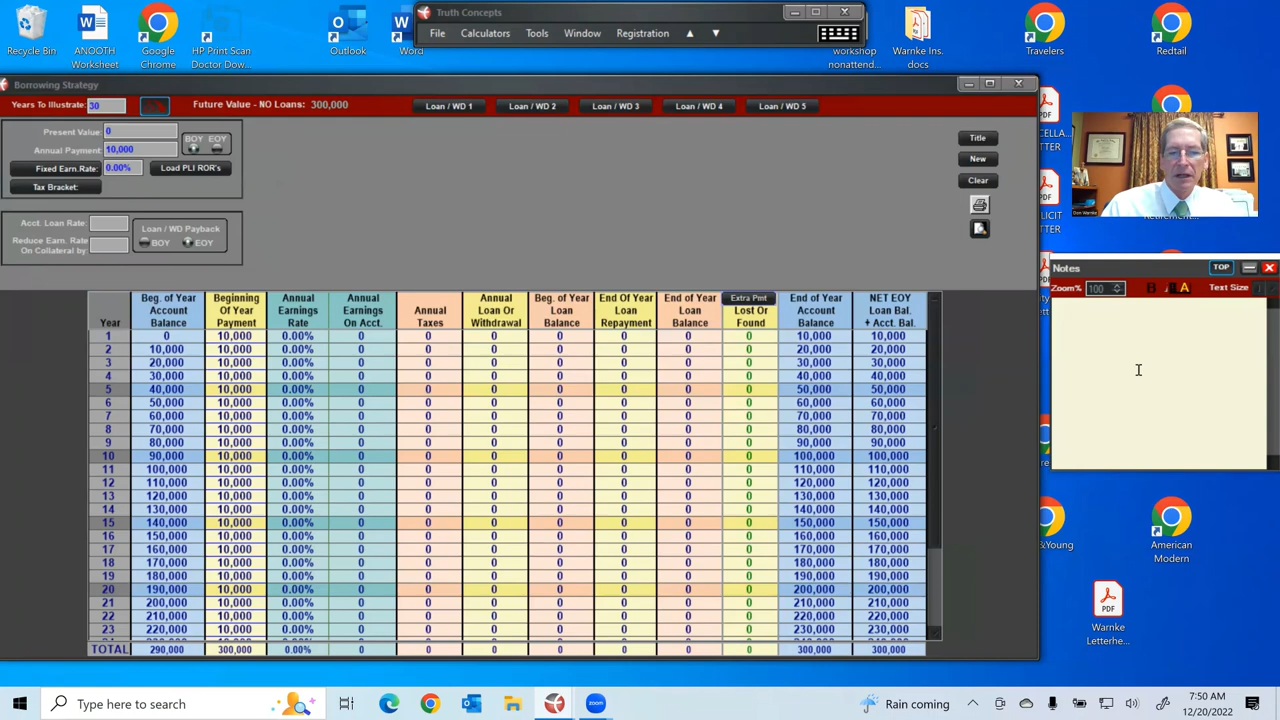 Truth Concepts
File Calculators Tools Window Registration ▲ ▼
Recycle Bin
ANOOTH Worksheet
Google Chrome
HP Print Scan Doctor Dow...
Outlook
Word
workshop nonattend...
Warnke Ins. docs
Travelers
Redtail
Borrowing Strategy
Years To Illustrate: 30
Future Value - NO Loans: 300,000
Loan / WD 1 Loan / WD 2 Loan / WD 3 Loan / WD 4 Loan / WD 5
Present Value: 0
Annual Payment: 10,000
BOY EOY
Fixed Earn.Rate: 0.00%
Load PLI ROR's
Tax Bracket:
Acct. Loan Rate:
Reduce Earn. Rate
On Collateral by:
Loan / WD Payback
BOY EOY
Title
New
Clear
PDF
LETTER
PDF
Don Warnke
Notes
TOP
Zoom% 100 B A A Text Size
Year | Beg. of Year Account Balance | Beginning Of Year Payment | Annual Earnings Rate | Annual Earnings On Acct. | Annual Taxes | Annual Loan Or Withdrawal | Beg. of Year Loan Balance | End Of Year Loan Repayment | End of Year Loan Balance | Extra Pmt Lost Or Found | End of Year Account Balance | NET EOY Loan Bal. + Acct. Bal.
1 0 10,000 0.00% 0 0 0 0 0 0 0 10,000 10,000
2 10,000 10,000 0.00% 0 0 0 0 0 0 0 20,000 20,000
3 20,000 10,000 0.00% 0 0 0 0 0 0 0 30,000 30,000
4 30,000 10,000 0.00% 0 0 0 0 0 0 0 40,000 40,000
5 40,000 10,000 0.00% 0 0 0 0 0 0 0 50,000 50,000
6 50,000 10,000 0.00% 0 0 0 0 0 0 0 60,000 60,000
7 60,000 10,000 0.00% 0 0 0 0 0 0 0 70,000 70,000
8 70,000 10,000 0.00% 0 0 0 0 0 0 0 80,000 80,000
9 80,000 10,000 0.00% 0 0 0 0 0 0 0 90,000 90,000
10 90,000 10,000 0.00% 0 0 0 0 0 0 0 100,000 100,000
11 100,000 10,000 0.00% 0 0 0 0 0 0 0 110,000 110,000
12 110,000 10,000 0.00% 0 0 0 0 0 0 0 120,000 120,000
13 120,000 10,000 0.00% 0 0 0 0 0 0 0 130,000 130,000
14 130,000 10,000 0.00% 0 0 0 0 0 0 0 140,000 140,000
15 140,000 10,000 0.00% 0 0 0 0 0 0 0 150,000 150,000
16 150,000 10,000 0.00% 0 0 0 0 0 0 0 160,000 160,000
17 160,000 10,000 0.00% 0 0 0 0 0 0 0 170,000 170,000
18 170,000 10,000 0.00% 0 0 0 0 0 0 0 180,000 180,000
19 180,000 10,000 0.00% 0 0 0 0 0 0 0 190,000 190,000
20 190,000 10,000 0.00% 0 0 0 0 0 0 0 200,000 200,000
21 200,000 10,000 0.00% 0 0 0 0 0 0 0 210,000 210,000
22 210,000 10,000 0.00% 0 0 0 0 0 0 0 220,000 220,000
23 220,000 10,000 0.00% 0 0 0 0 0 0 0 230,000 230,000
TOTAL 290,000 300,000 0.00% 0 0 0 0 0 0 0 300,000 300,000
&Young
American Modern
PDF
Warnke Letterhe...
Type here to search
zoom
Rain coming
7:50 AM
12/20/2022